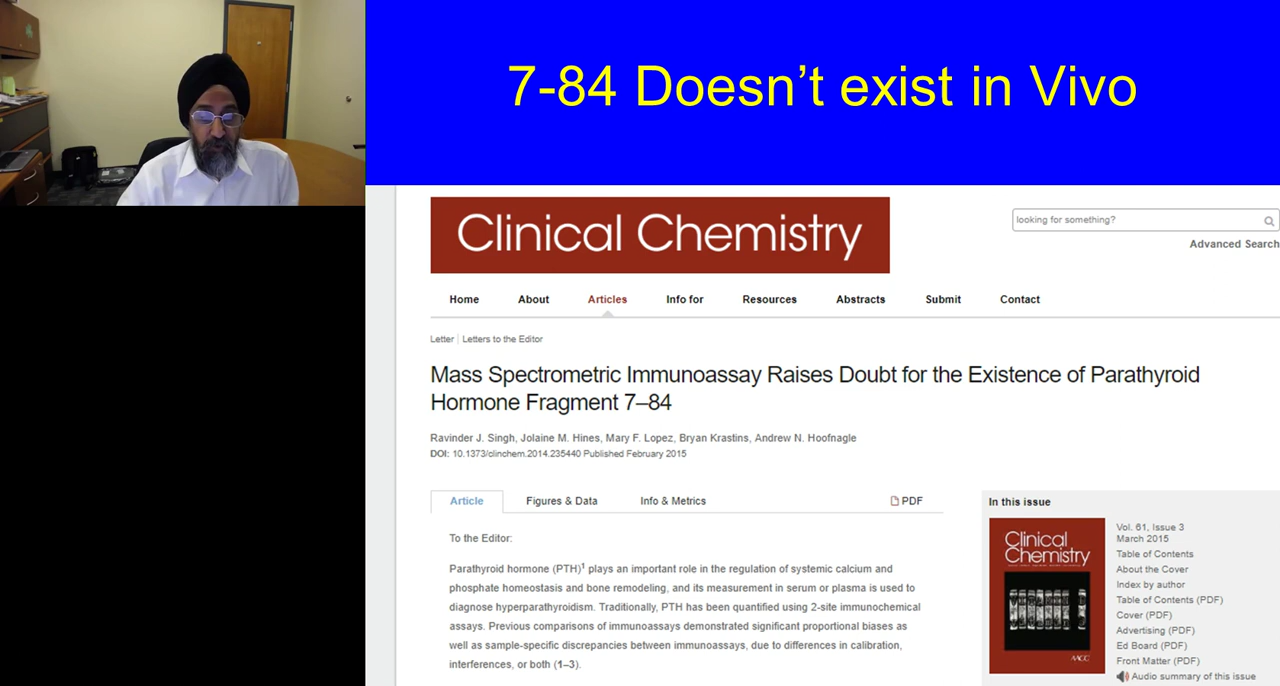 7-84 Doesn’t exist in Vivo
Clinical Chemistry
looking for something?
Advanced Search
Home About Articles Info for Resources Abstracts Submit Contact
Letter | Letters to the Editor
Mass Spectrometric Immunoassay Raises Doubt for the Existence of Parathyroid
Hormone Fragment 7–84
Ravinder J. Singh, Jolaine M. Hines, Mary F. Lopez, Bryan Krastins, Andrew N. Hoofnagle
DOI: 10.1373/clinchem.2014.235440 Published February 2015
Article Figures & Data Info & Metrics PDF
To the Editor:
Parathyroid hormone (PTH)1 plays an important role in the regulation of systemic calcium and
phosphate homeostasis and bone remodeling, and its measurement in serum or plasma is used to
diagnose hyperparathyroidism. Traditionally, PTH has been quantified using 2-site immunochemical
assays. Previous comparisons of immunoassays demonstrated significant proportional biases as
well as sample-specific discrepancies between immunoassays, due to differences in calibration,
interferences, or both (1–3).
In this issue
Clinical
Chemistry
AACC
Vol. 61, Issue 3
March 2015
Table of Contents
About the Cover
Index by author
Table of Contents (PDF)
Cover (PDF)
Advertising (PDF)
Ed Board (PDF)
Front Matter (PDF)
Audio summary of this issue